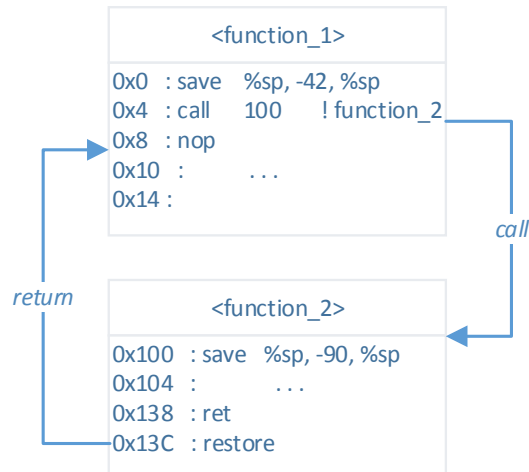 <function_1>
0x0 : save %sp, -42, %sp
0x4 : call 100 ! function_2
0x8 : nop
0x10 : ...
0x14 :
call
return
<function_2>
0x100 : save %sp, -90, %sp
0x104 : ...
0x138 : ret
0x13C : restore